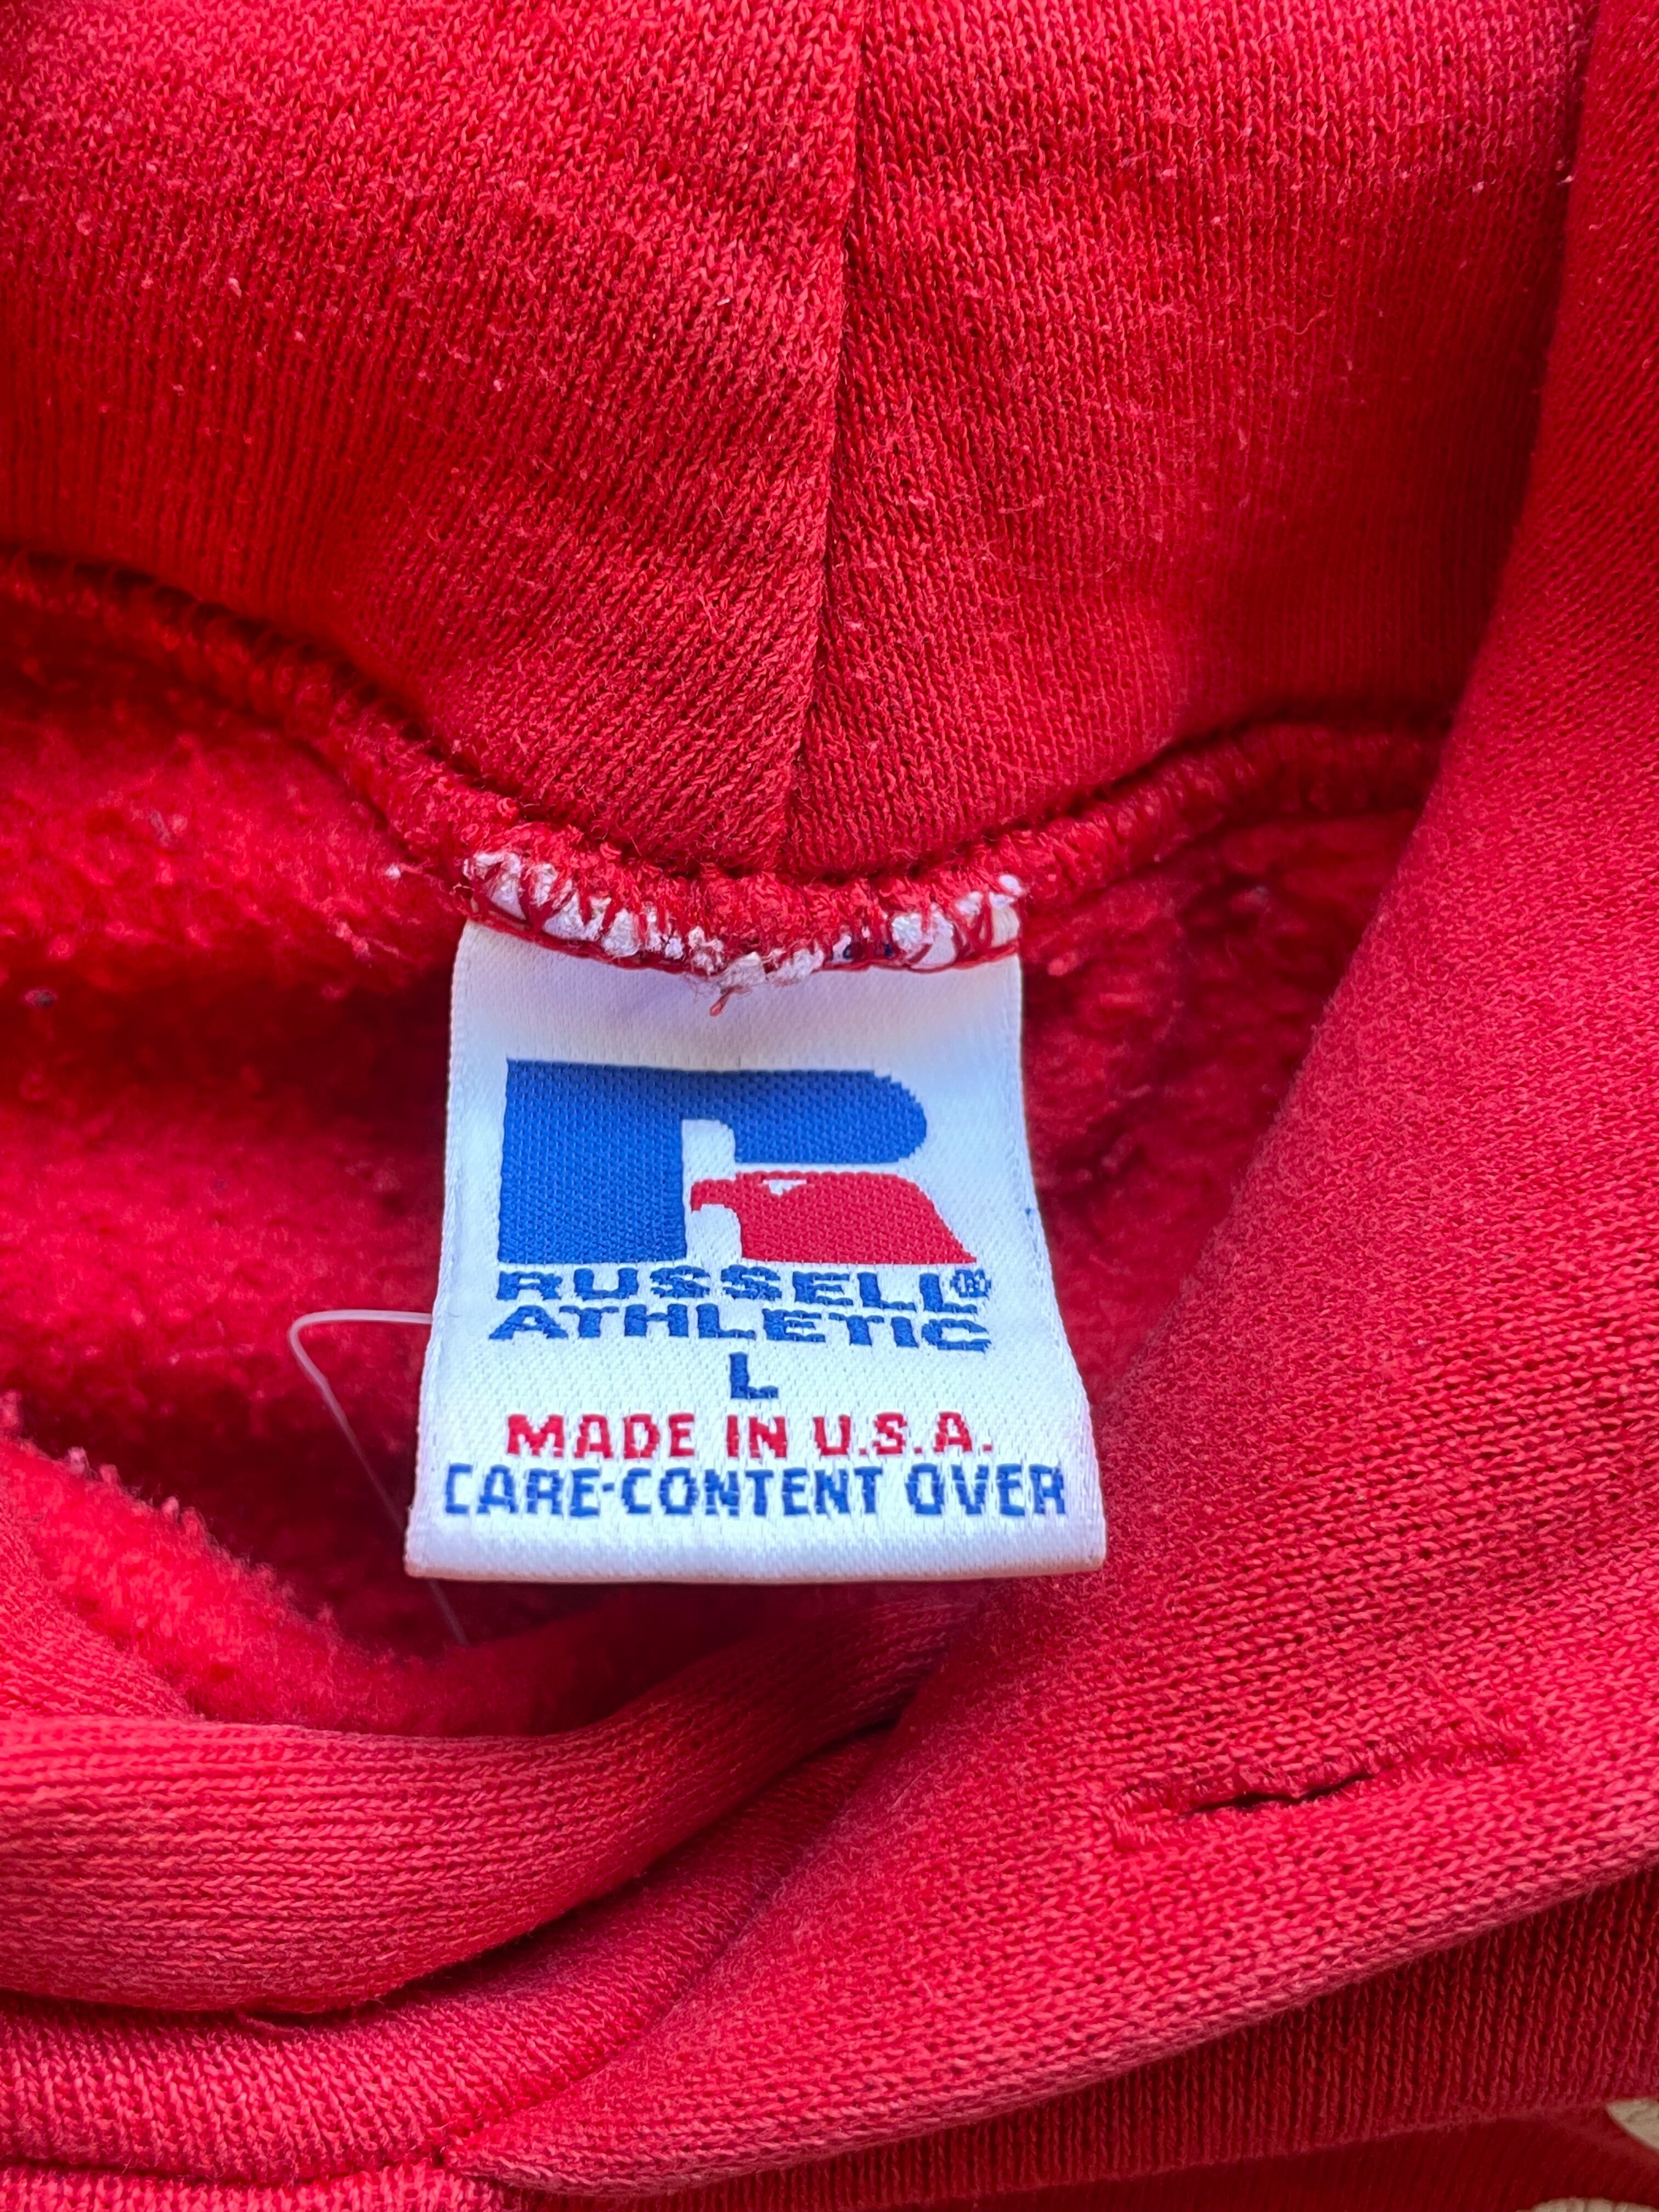 RUSSELL®
ATHLETIC
L
MADE IN U.S.A.
CARE-CONTENT OVER